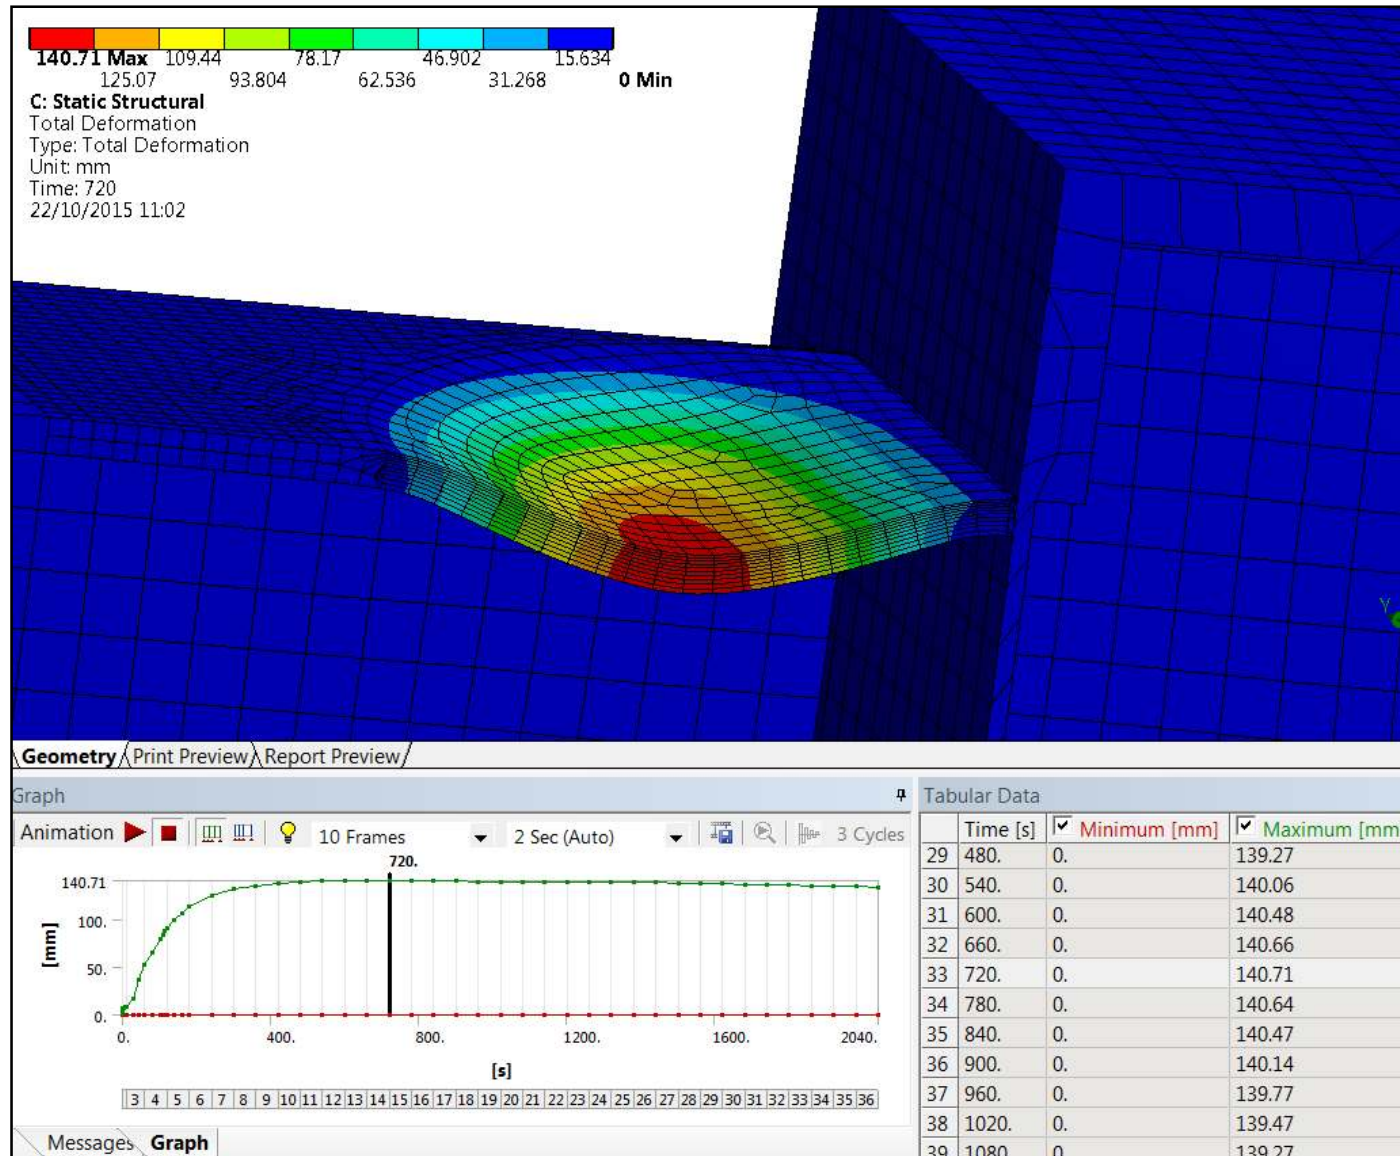 140.71 Max 109.44 78.17 46.902 15.634
125.07 93.804 62.536 31.268 0 Min
C: Static Structural
Total Deformation
Type: Total Deformation
Unit: mm
Time: 720
22/10/2015 11:02
Y
Geometry Print Preview Report Preview
Graph
Animation 10 Frames 2 Sec (Auto) 3 Cycles
720.
140.71
100.
50.
0.
[mm]
0. 400. 800. 1200. 1600. 2040.
[s]
3 4 5 6 7 8 9 10 11 12 13 14 15 16 17 18 19 20 21 22 23 24 25 26 27 28 29 30 31 32 33 34 35 36
Messages Graph
Tabular Data
Time [s] Minimum [mm] Maximum [mm
29 480. 0. 139.27
30 540. 0. 140.06
31 600. 0. 140.48
32 660. 0. 140.66
33 720. 0. 140.71
34 780. 0. 140.64
35 840. 0. 140.47
36 900. 0. 140.14
37 960. 0. 139.77
38 1020. 0. 139.47
39 1080. 0. 139.27